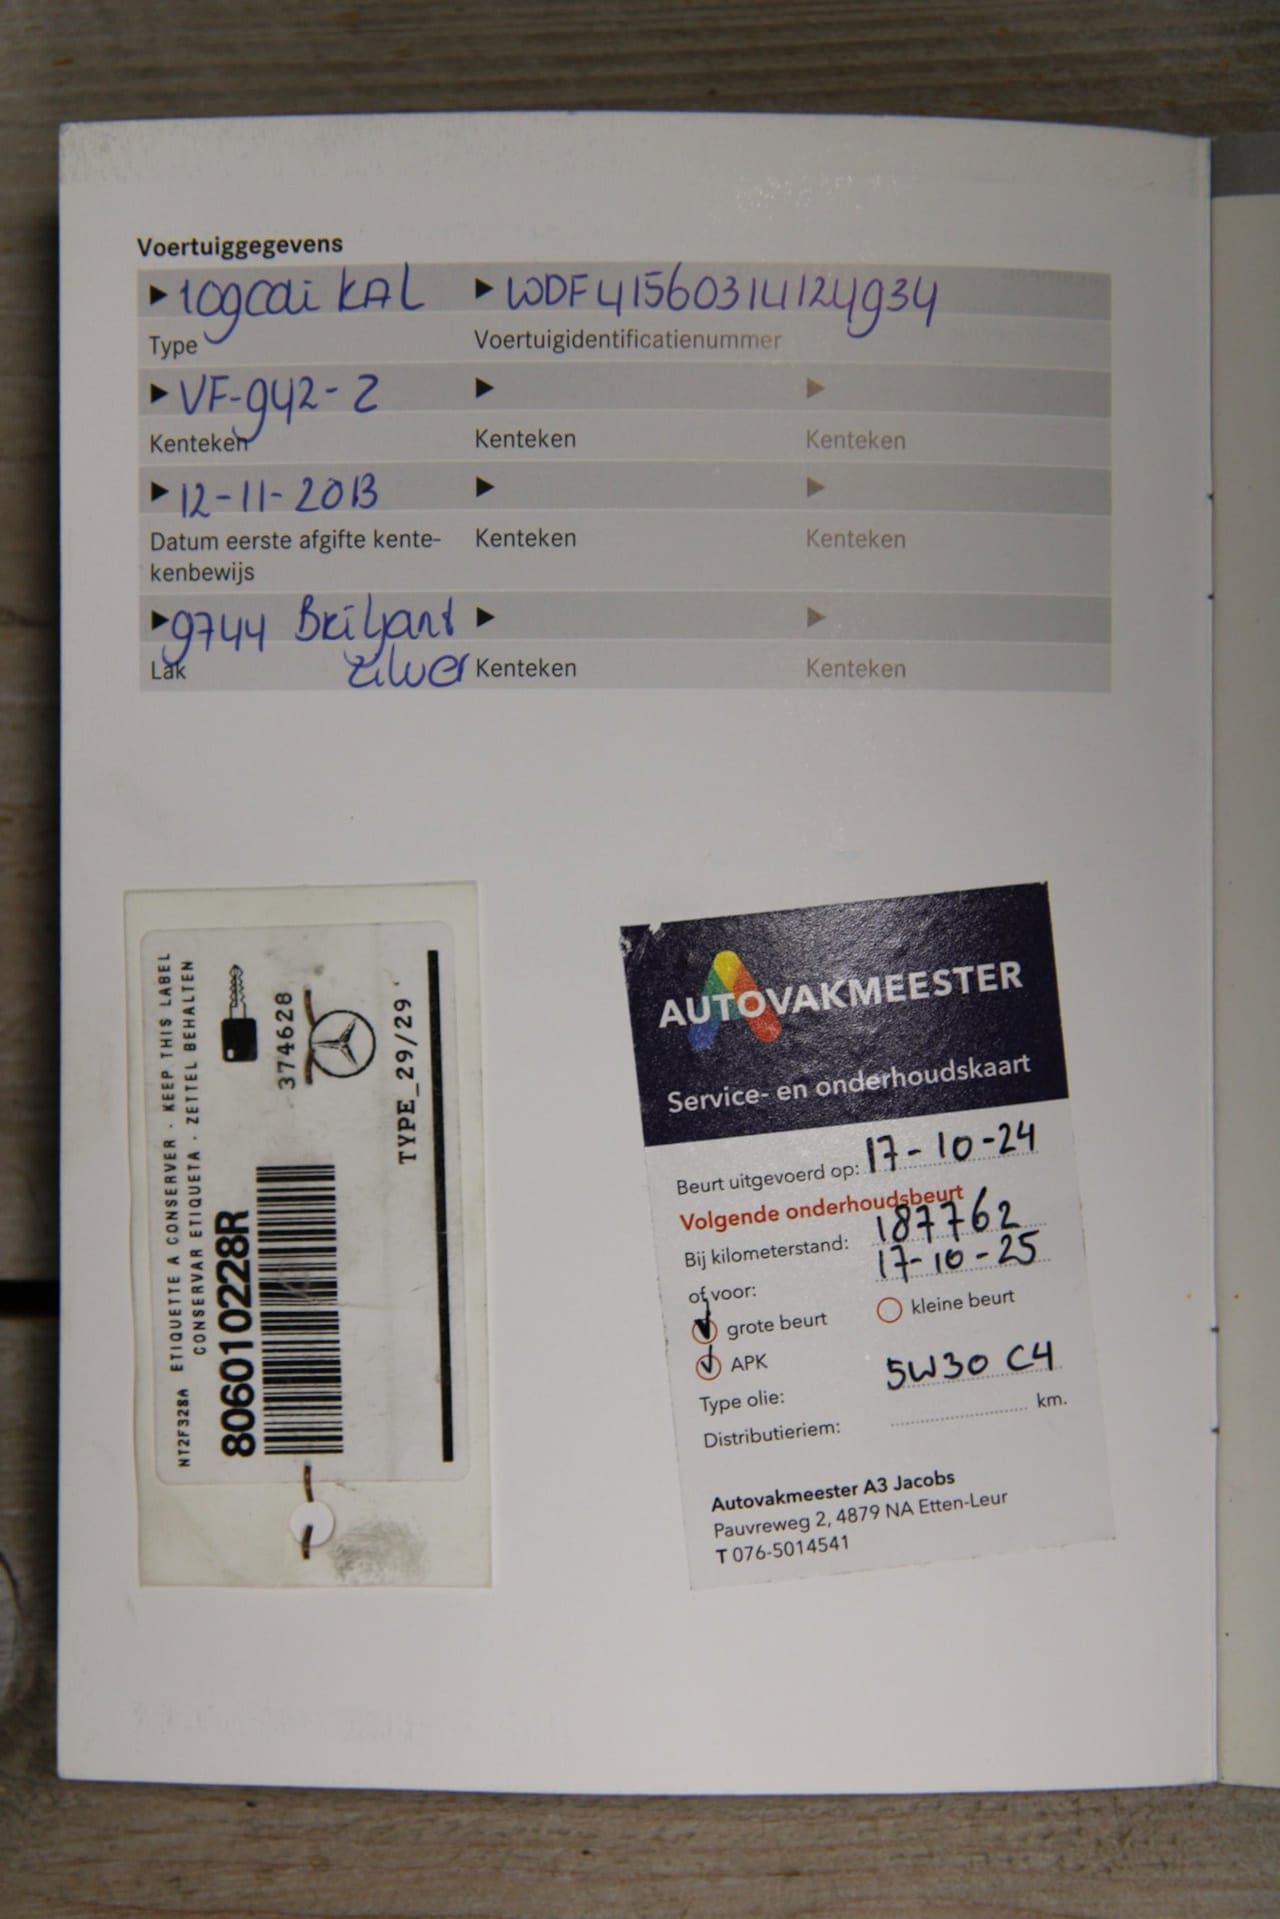 Voertuiggegevens
109cdi KAL
WDF41560314124934
Type
Voertuigidentificatienummer
VF-942-Z
Kenteken
Kenteken
Kenteken
12-11-2013
Datum eerste afgifte kente-
kenbewijs
Kenteken
Kenteken
9744 Briljant
zilver
Lak
Kenteken
Kenteken
NT2F328A ETIQUETTE A CONSERVER · KEEP THIS LABEL
CONSERVAR ETIQUETA · ZETTEL BEHALTEN
806010228R
374628
TYPE_29/29
AUTOVAKMEESTER
Service- en onderhoudskaart
Beurt uitgevoerd op: 17-10-24
Volgende onderhoudsbeurt
Bij kilometerstand: 187762
of voor: 17-10-25
grote beurt
kleine beurt
APK
Type olie: 5W30 C4
Distributieriem: km.
Autovakmeester A3 Jacobs
Pauvreweg 2, 4879 NA Etten-Leur
T 076-5014541